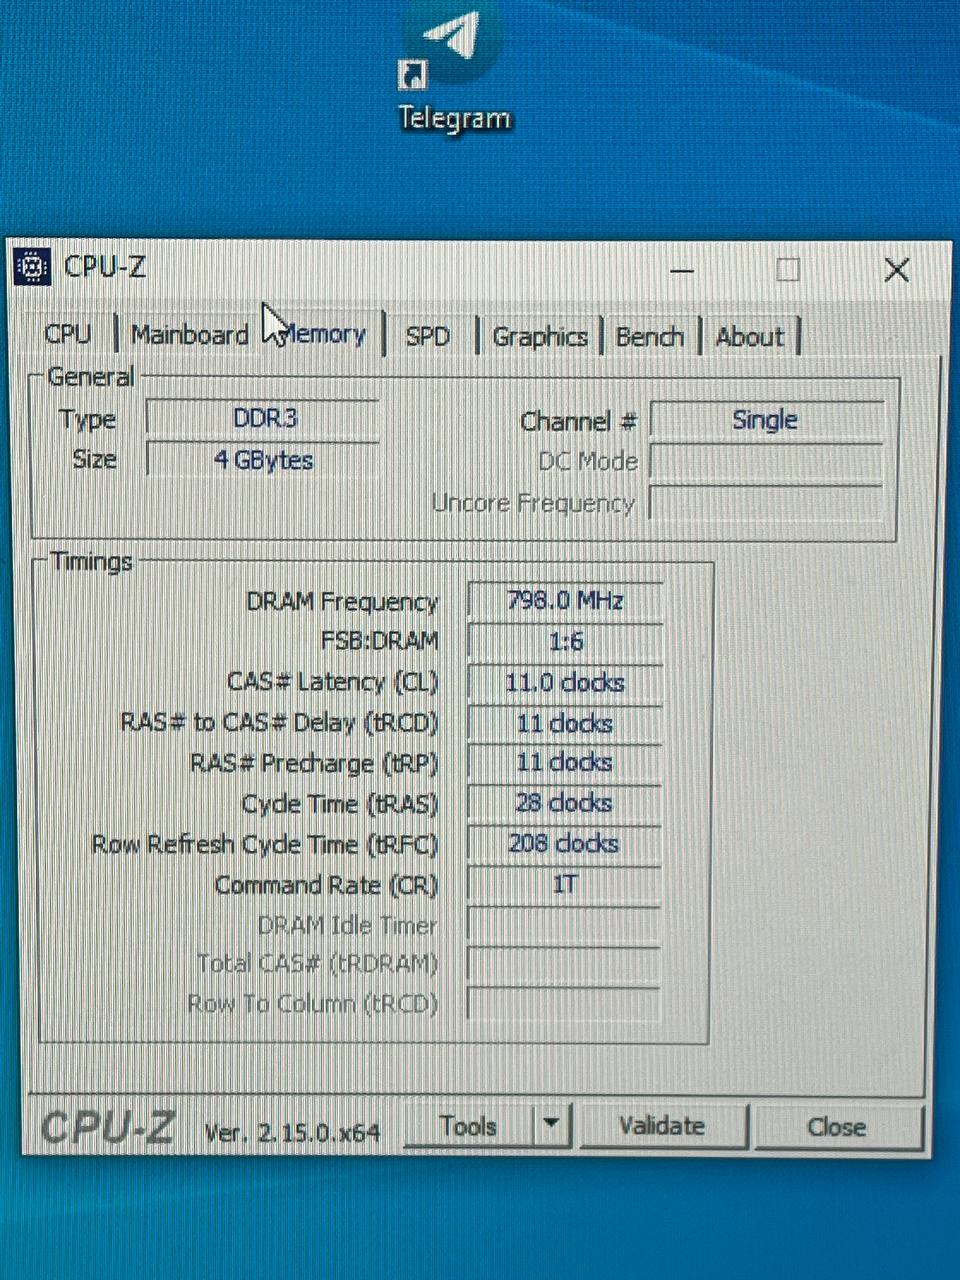 Telegram
CPU-Z
CPU Mainboard Memory SPD Graphics Bench About
General
Type DDR3 Channel # Single
Size 4 GBytes DC Mode
Uncore Frequency
Timings
DRAM Frequency 798.0 MHz
FSB:DRAM 1:6
CAS# Latency (CL) 11.0 clocks
RAS# to CAS# Delay (tRCD) 11 clocks
RAS# Precharge (tRP) 11 clocks
Cycle Time (tRAS) 28 clocks
Row Refresh Cycle Time (tRFC) 208 clocks
Command Rate (CR) 1T
DRAM Idle Timer
Total CAS# (tRDRAM)
Row To Column (tRCD)
CPU-Z Ver. 2.15.0.x64 Tools Validate Close